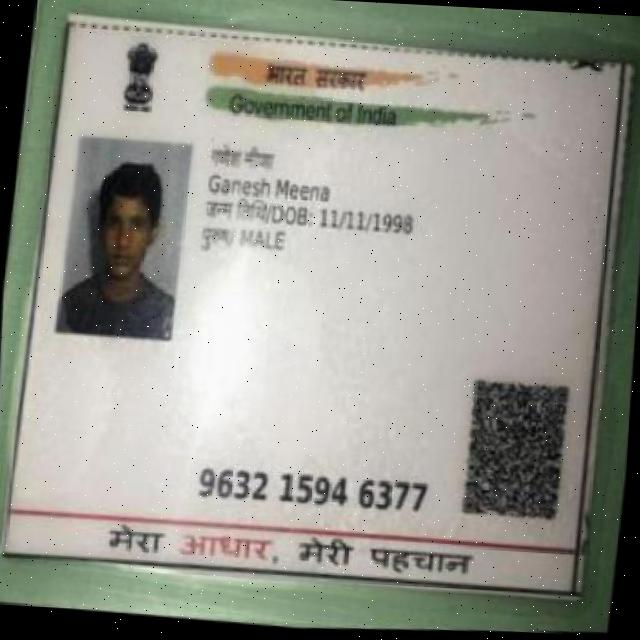 भारत सरकार
Government of India
गणेश मीना
Ganesh Meena
जन्म तिथि/DOB: 11/11/1998
पुरुष/ MALE
9632 1594 6377
मेरा आधार, मेरी पहचान